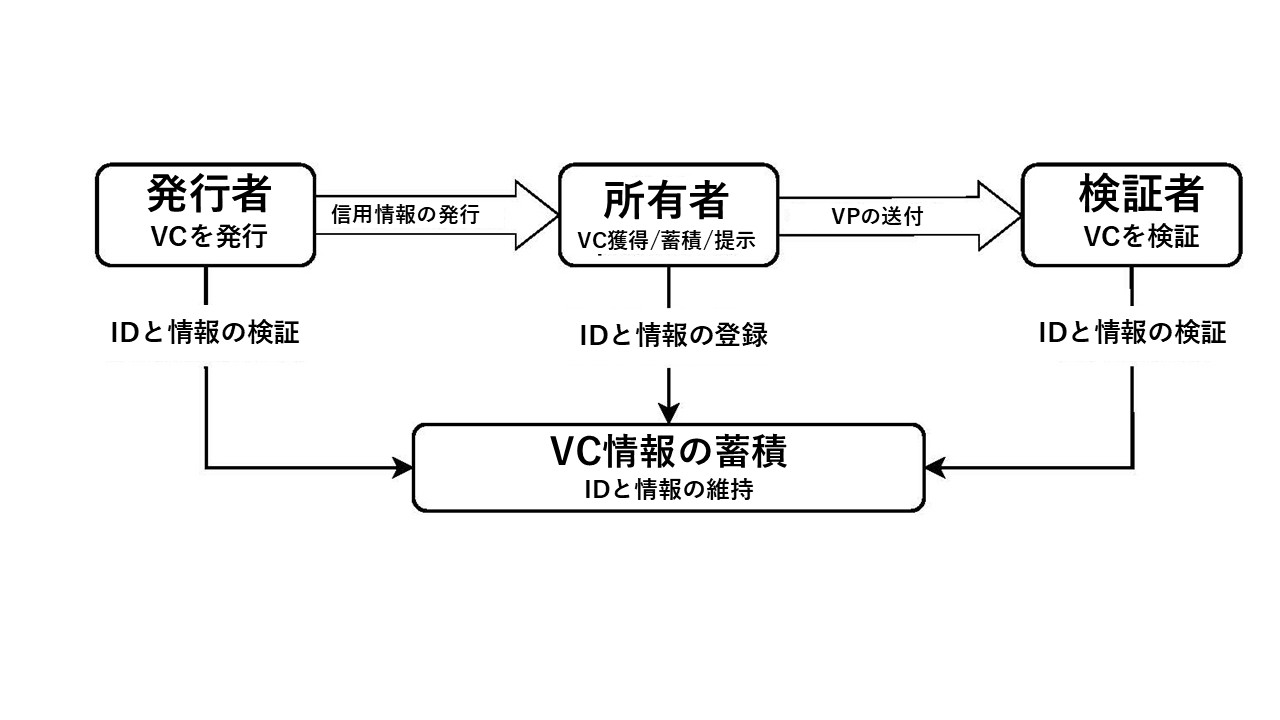 発行者
VCを発行
信用情報の発行
所有者
VC獲得/蓄積/提示
VPの送付
検証者
VCを検証
IDと情報の検証
IDと情報の登録
IDと情報の検証
VC情報の蓄積
IDと情報の維持